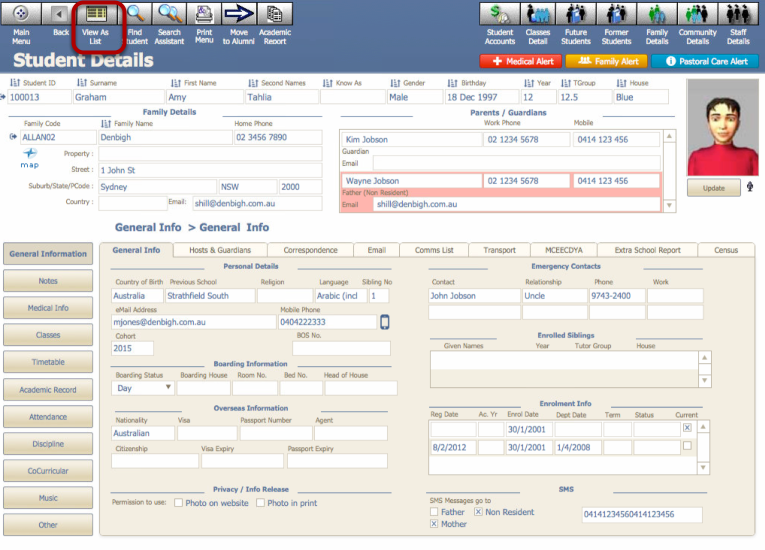 Main Menu Back View As List Find Student Search Assistant Print Menu Move to Alumni Academic Report Student Accounts Classes Detail Future Students Former Students Family Details Community Details Staff Details
Student Details
Medical Alert Family Alert Pastoral Care Alert
Student ID Surname First Name Second Names Know As Gender Birthday Year TGroup House
100013 Graham Amy Tahlia Male 18 Dec 1997 12 12.5 Blue
Family Details Parents / Guardians
Family Code Family Name Home Phone Work Phone Mobile
ALLAN02 Denbigh 02 3456 7890 Kim Jobson 02 1234 5678 0414 123 456
Guardian
map Property : Email
Street : 1 John St Wayne Jobson 02 1234 5678 0414 123 456
Suburb/State/PCode : Sydney NSW 2000 Father (Non Resident)
Country : Email: shill@denbigh.com.au Email shill@denbigh.com.au
Update
General Info > General Info
General Information General Info Hosts & Guardians Correspondence Email Comms List Transport MCEECDYA Extra School Report Census
Personal Details Emergency Contacts
Notes
Country of Birth Previous School Religion Language Sibling No Contact Relationship Phone Work
Australia Strathfield South Arabic (incl 1 John Jobson Uncle 9743-2400
Medical Info
eMail Address Mobile Phone
mjones@denbigh.com.au 0404222333
Classes
Cohort BOS No. Enrolled Siblings
2015 Given Names Year Tutor Group House
Timetable
Boarding Information
Boarding Status Boarding House Room No. Bed No. Head of House
Academic Record Day
Overseas Information Enrolment Info
Attendance
Nationality Visa Passport Number Agent Reg Date Ac. Yr Enrol Date Dept Date Term Status Current
Australian 30/1/2001
Discipline
Citizenship Visa Expiry Passport Expiry 8/2/2012 30/1/2001 1/4/2008
CoCurricular
Privacy / Info Release SMS
Music
Permission to use: Photo on website Photo in print SMS Messages go to
Father Non Resident 04141234560414123456
Other Mother